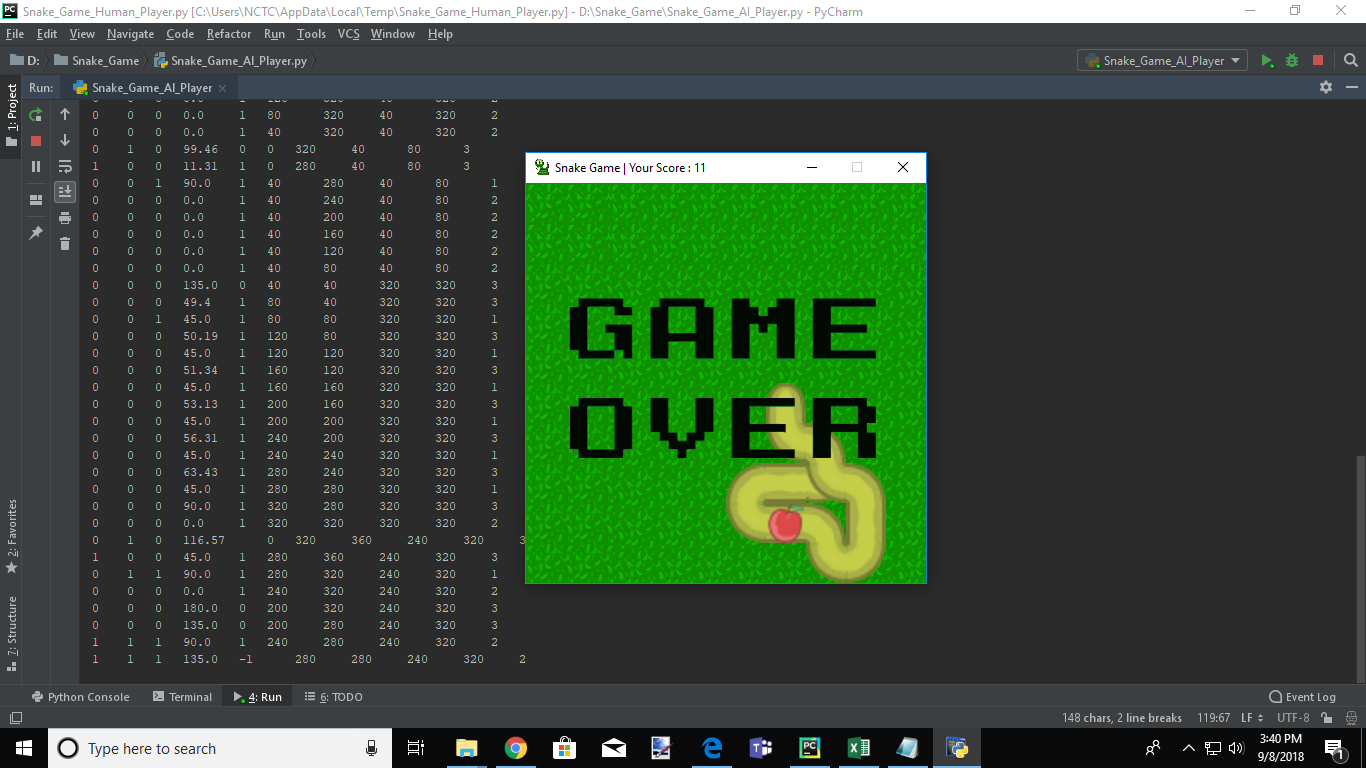 Snake_Game_Human_Player.py [C:\Users\NCTC\AppData\Local\Temp\Snake_Game_Human_Player.py] - D:\Snake_Game\Snake_Game_AI_Player.py - PyCharm
File Edit View Navigate Code Refactor Run Tools VCS Window Help
D: Snake_Game Snake_Game_AI_Player.py Snake_Game_AI_Player
Run: Snake_Game_AI_Player
1: Project
0 0 0 0.0 1 80 320 40 320 2
0 0 0 0.0 1 40 320 40 320 2
0 1 0 99.46 0 0 320 40 80 3
1 0 0 11.31 1 0 280 40 80 3
0 0 1 90.0 1 40 280 40 80 1
0 0 0 0.0 1 40 240 40 80 2
0 0 0 0.0 1 40 200 40 80 2
0 0 0 0.0 1 40 160 40 80 2
0 0 0 0.0 1 40 120 40 80 2
0 0 0 0.0 1 40 80 40 80 2
0 0 0 135.0 0 40 40 320 320 3
0 0 0 49.4 1 80 40 320 320 3
0 0 1 45.0 1 80 80 320 320 1
0 0 0 50.19 1 120 80 320 320 3
0 0 0 45.0 1 120 120 320 320 1
0 0 0 51.34 1 160 120 320 320 3
0 0 0 45.0 1 160 160 320 320 1
0 0 0 53.13 1 200 160 320 320 3
0 0 0 45.0 1 200 200 320 320 1
0 0 0 56.31 1 240 200 320 320 3
0 0 0 45.0 1 240 240 320 320 1
0 0 0 63.43 1 280 240 320 320 3
0 0 0 45.0 1 280 280 320 320 1
0 0 0 90.0 1 320 280 320 320 3
0 0 0 0.0 1 320 320 320 320 2
0 1 0 116.57 0 320 360 240 320 3
1 0 0 45.0 1 280 360 240 320 3
0 1 1 90.0 1 280 320 240 320 1
0 0 0 0.0 1 240 320 240 320 2
0 0 0 180.0 0 200 320 240 320 3
0 0 0 135.0 0 200 280 240 320 3
1 1 1 90.0 1 240 280 240 320 2
1 1 1 135.0 -1 280 280 240 320 2
Snake Game | Your Score : 11
GAME
OVER
2: Favorites
7: Structure
Python Console Terminal 4: Run 6: TODO Event Log
148 chars, 2 line breaks 119:67 LF UTF-8
Type here to search
3:40 PM
9/8/2018
1